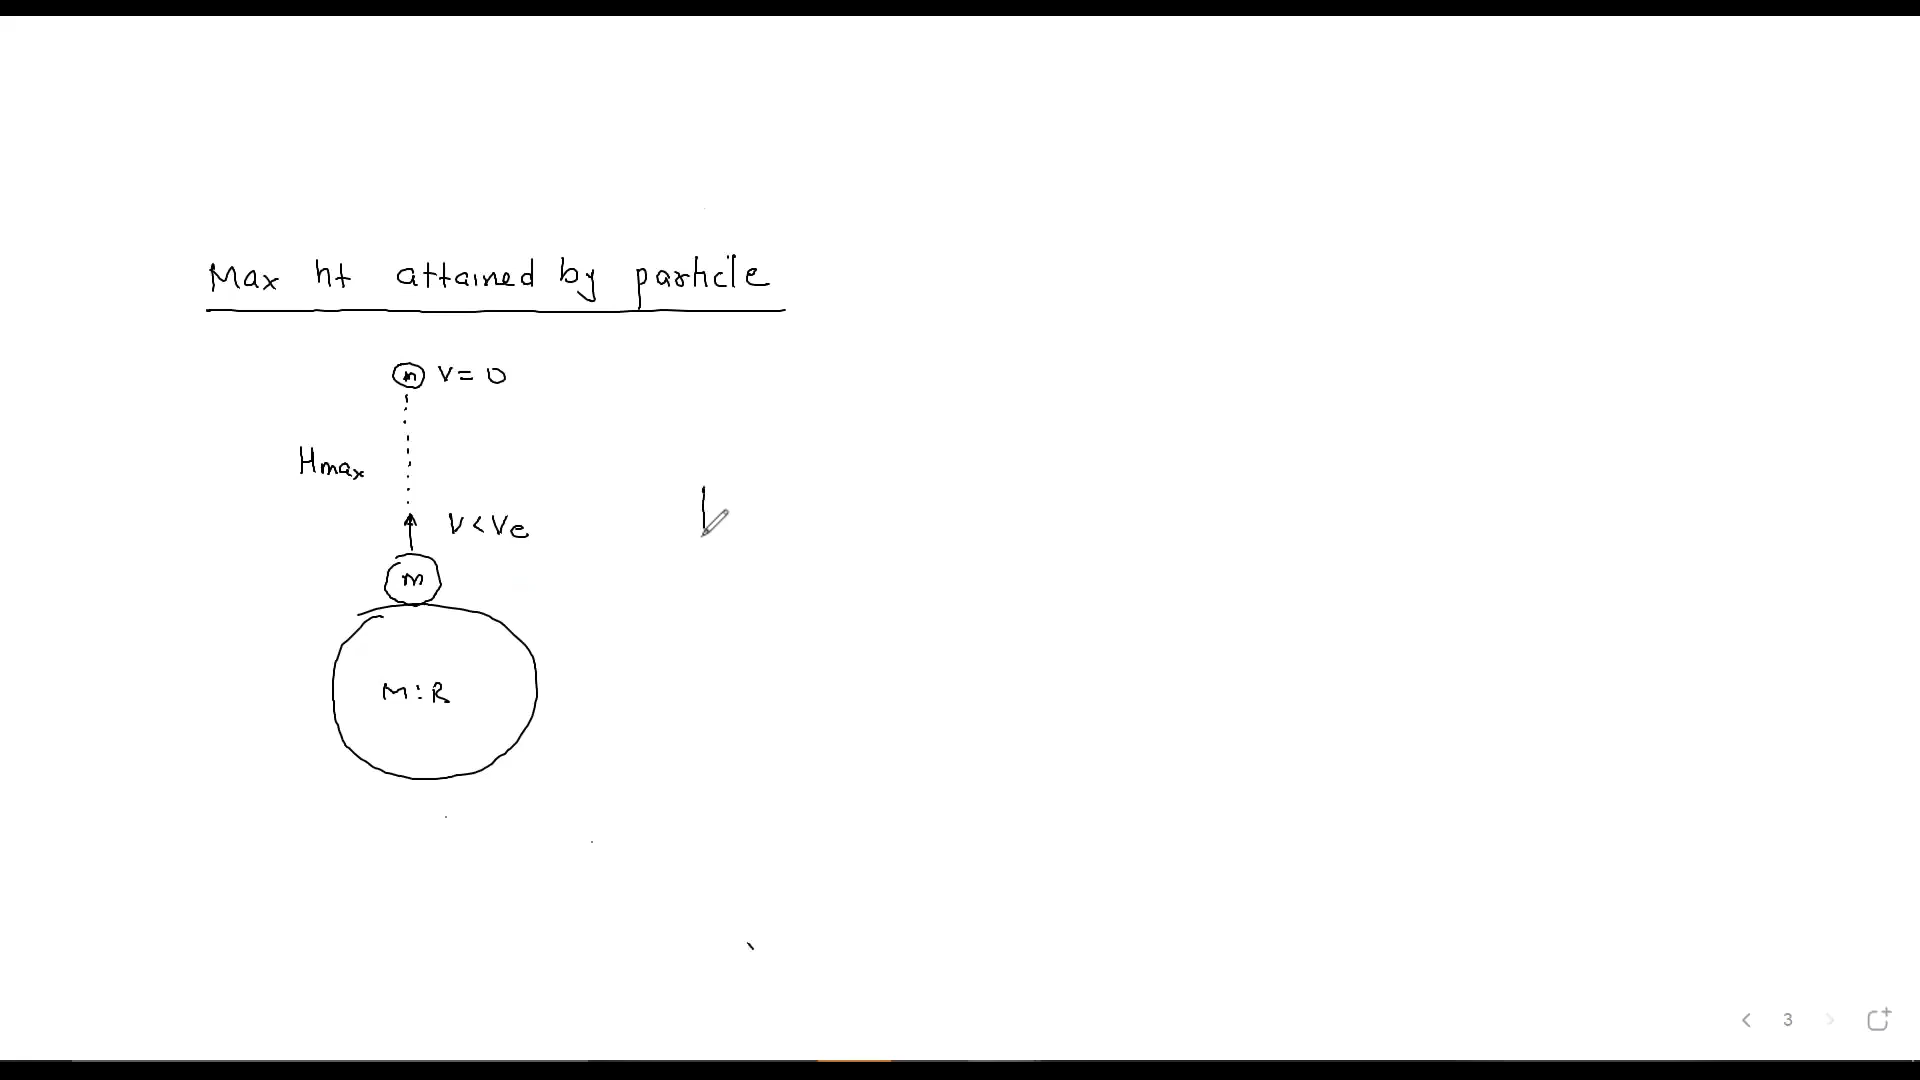 Max ht attained by particle
m V = 0
Hmax
V < Ve
m
M : R
3